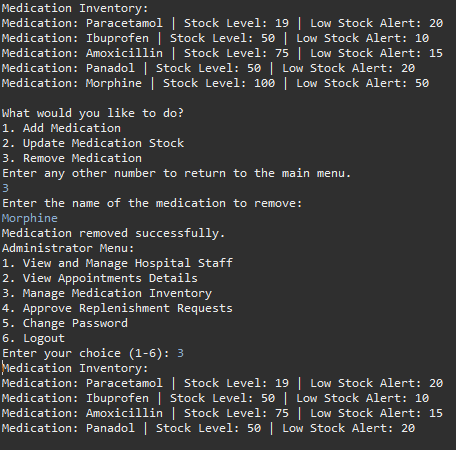 Medication Inventory:
Medication: Paracetamol | Stock Level: 19 | Low Stock Alert: 20
Medication: Ibuprofen | Stock Level: 50 | Low Stock Alert: 10
Medication: Amoxicillin | Stock Level: 75 | Low Stock Alert: 15
Medication: Panadol | Stock Level: 50 | Low Stock Alert: 20
Medication: Morphine | Stock Level: 100 | Low Stock Alert: 50
What would you like to do?
1. Add Medication
2. Update Medication Stock
3. Remove Medication
Enter any other number to return to the main menu.
3
Enter the name of the medication to remove:
Morphine
Medication removed successfully.
Administrator Menu:
1. View and Manage Hospital Staff
2. View Appointments Details
3. Manage Medication Inventory
4. Approve Replenishment Requests
5. Change Password
6. Logout
Enter your choice (1-6): 3
Medication Inventory:
Medication: Paracetamol | Stock Level: 19 | Low Stock Alert: 20
Medication: Ibuprofen | Stock Level: 50 | Low Stock Alert: 10
Medication: Amoxicillin | Stock Level: 75 | Low Stock Alert: 15
Medication: Panadol | Stock Level: 50 | Low Stock Alert: 20